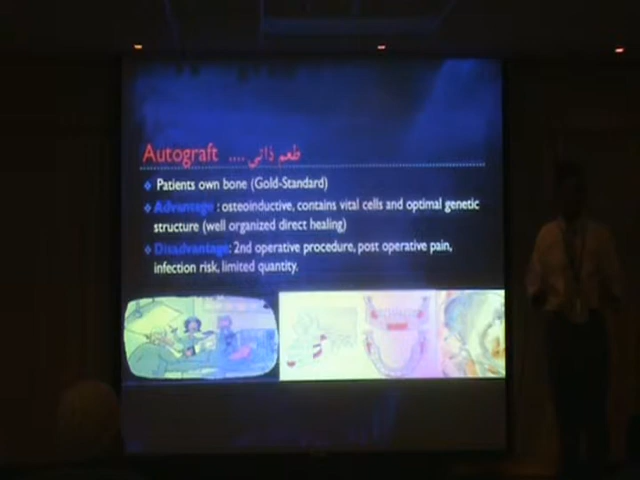 Autograft .... طعم ذاتي
Patients own bone (Gold-Standard)
Advantage : osteoinductive, contains vital cells and optimal genetic
structure (well organized direct healing)
Disadvantage: 2nd operative procedure, post operative pain,
infection risk, limited quantity.